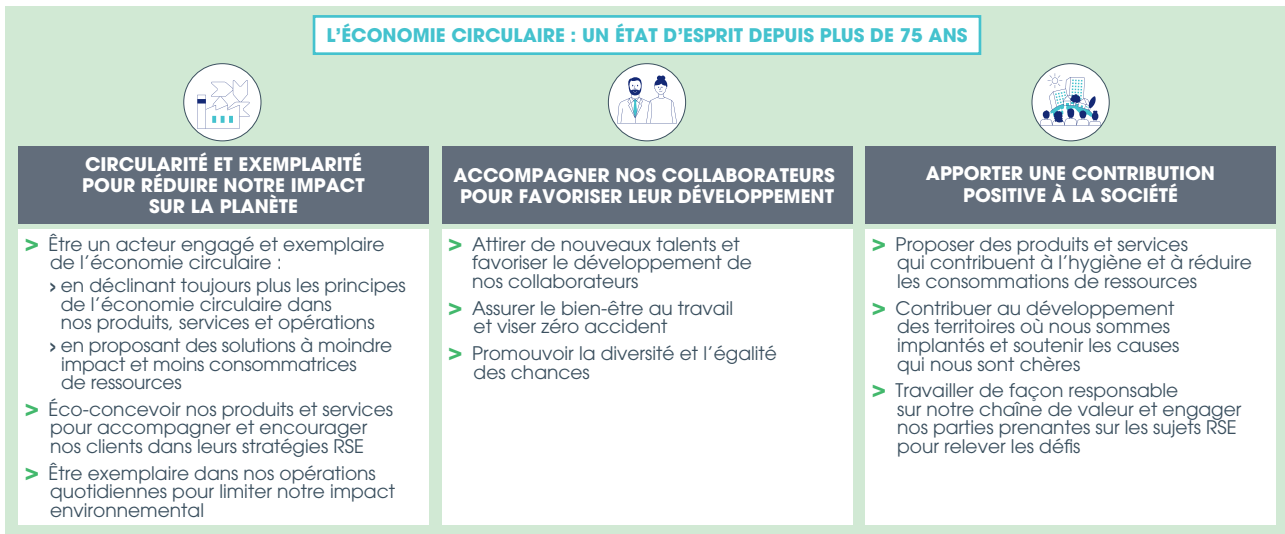 L'ÉCONOMIE CIRCULAIRE : UN ÉTAT D'ESPRIT DEPUIS PLUS DE 75 ANS
CIRCULARITÉ ET EXEMPLARITÉ
POUR RÉDUIRE NOTRE IMPACT
SUR LA PLANÈTE
> Être un acteur engagé et exemplaire
de l'économie circulaire :
› en déclinant toujours plus les principes
de l'économie circulaire dans
nos produits, services et opérations
› en proposant des solutions à moindre
impact et moins consommatrices
de ressources
> Éco-concevoir nos produits et services
pour accompagner et encourager
nos clients dans leurs stratégies RSE
> Être exemplaire dans nos opérations
quotidiennes pour limiter notre impact
environnemental
ACCOMPAGNER NOS COLLABORATEURS
POUR FAVORISER LEUR DÉVELOPPEMENT
> Attirer de nouveaux talents et
favoriser le développement de
nos collaborateurs
> Assurer le bien-être au travail
et viser zéro accident
> Promouvoir la diversité et l'égalité
des chances
APPORTER UNE CONTRIBUTION
POSITIVE À LA SOCIÉTÉ
> Proposer des produits et services
qui contribuent à l'hygiène et à réduire
les consommations de ressources
> Contribuer au développement
des territoires où nous sommes
implantés et soutenir les causes
qui nous sont chères
> Travailler de façon responsable
sur notre chaîne de valeur et engager
nos parties prenantes sur les sujets RSE
pour relever les défis